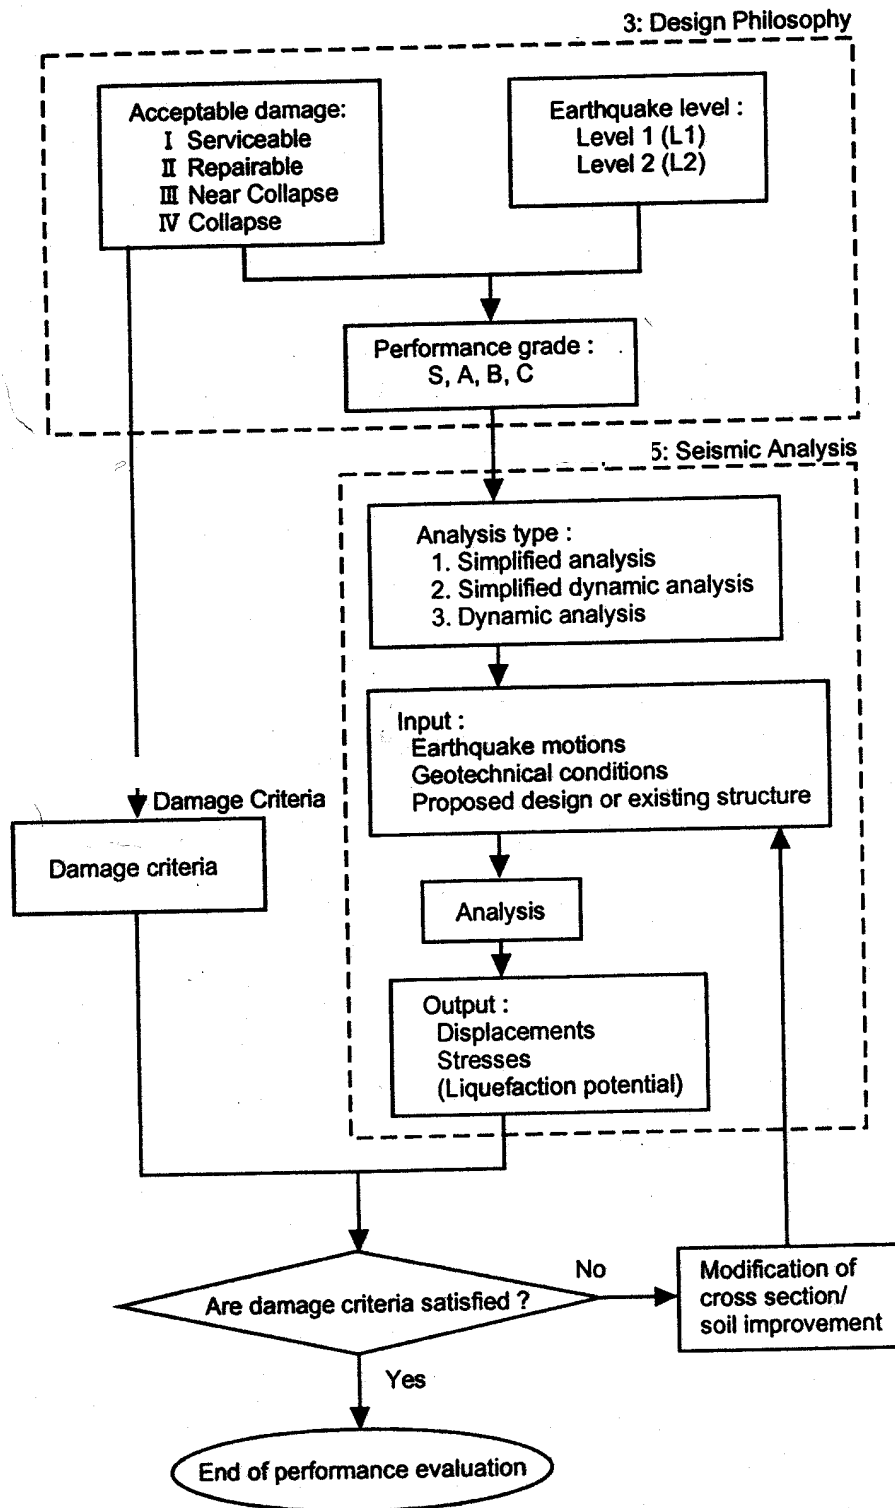 3: Design Philosophy
Acceptable damage:
Ⅰ Serviceable
Ⅱ Repairable
Ⅲ Near Collapse
Ⅳ Collapse
Earthquake level :
Level 1 (L1)
Level 2 (L2)
Performance grade :
S, A, B, C
5: Seismic Analysis
Analysis type :
1. Simplified analysis
2. Simplified dynamic analysis
3. Dynamic analysis
Input :
Earthquake motions
Geotechnical conditions
Proposed design or existing structure
Damage Criteria
Damage criteria
Analysis
Output :
Displacements
Stresses
(Liquefaction potential)
Are damage criteria satisfied ?
No
Modification of
cross section/
soil improvement
Yes
End of performance evaluation